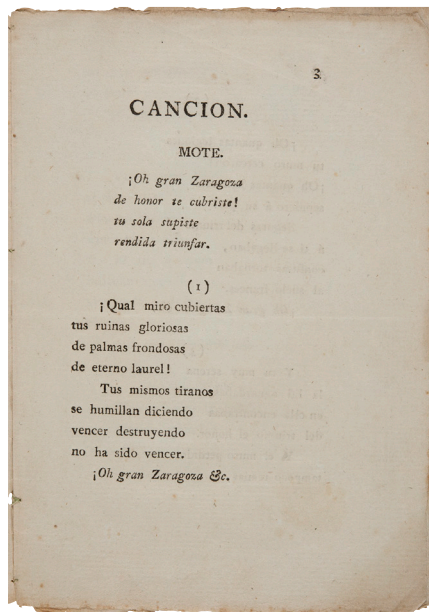 3
CANCION.
MOTE.
¡Oh gran Zaragoza
de honor te cubriste!
tu sola supiste
rendida triunfar.
(1)
¡Qual miro cubiertas
tus ruinas gloriosas
de palmas frondosas
de eterno laurel!
Tus mismos tiranos
se humillan diciendo
vencer destruyendo
no ha sido vencer.
¡Oh gran Zaragoza &c.